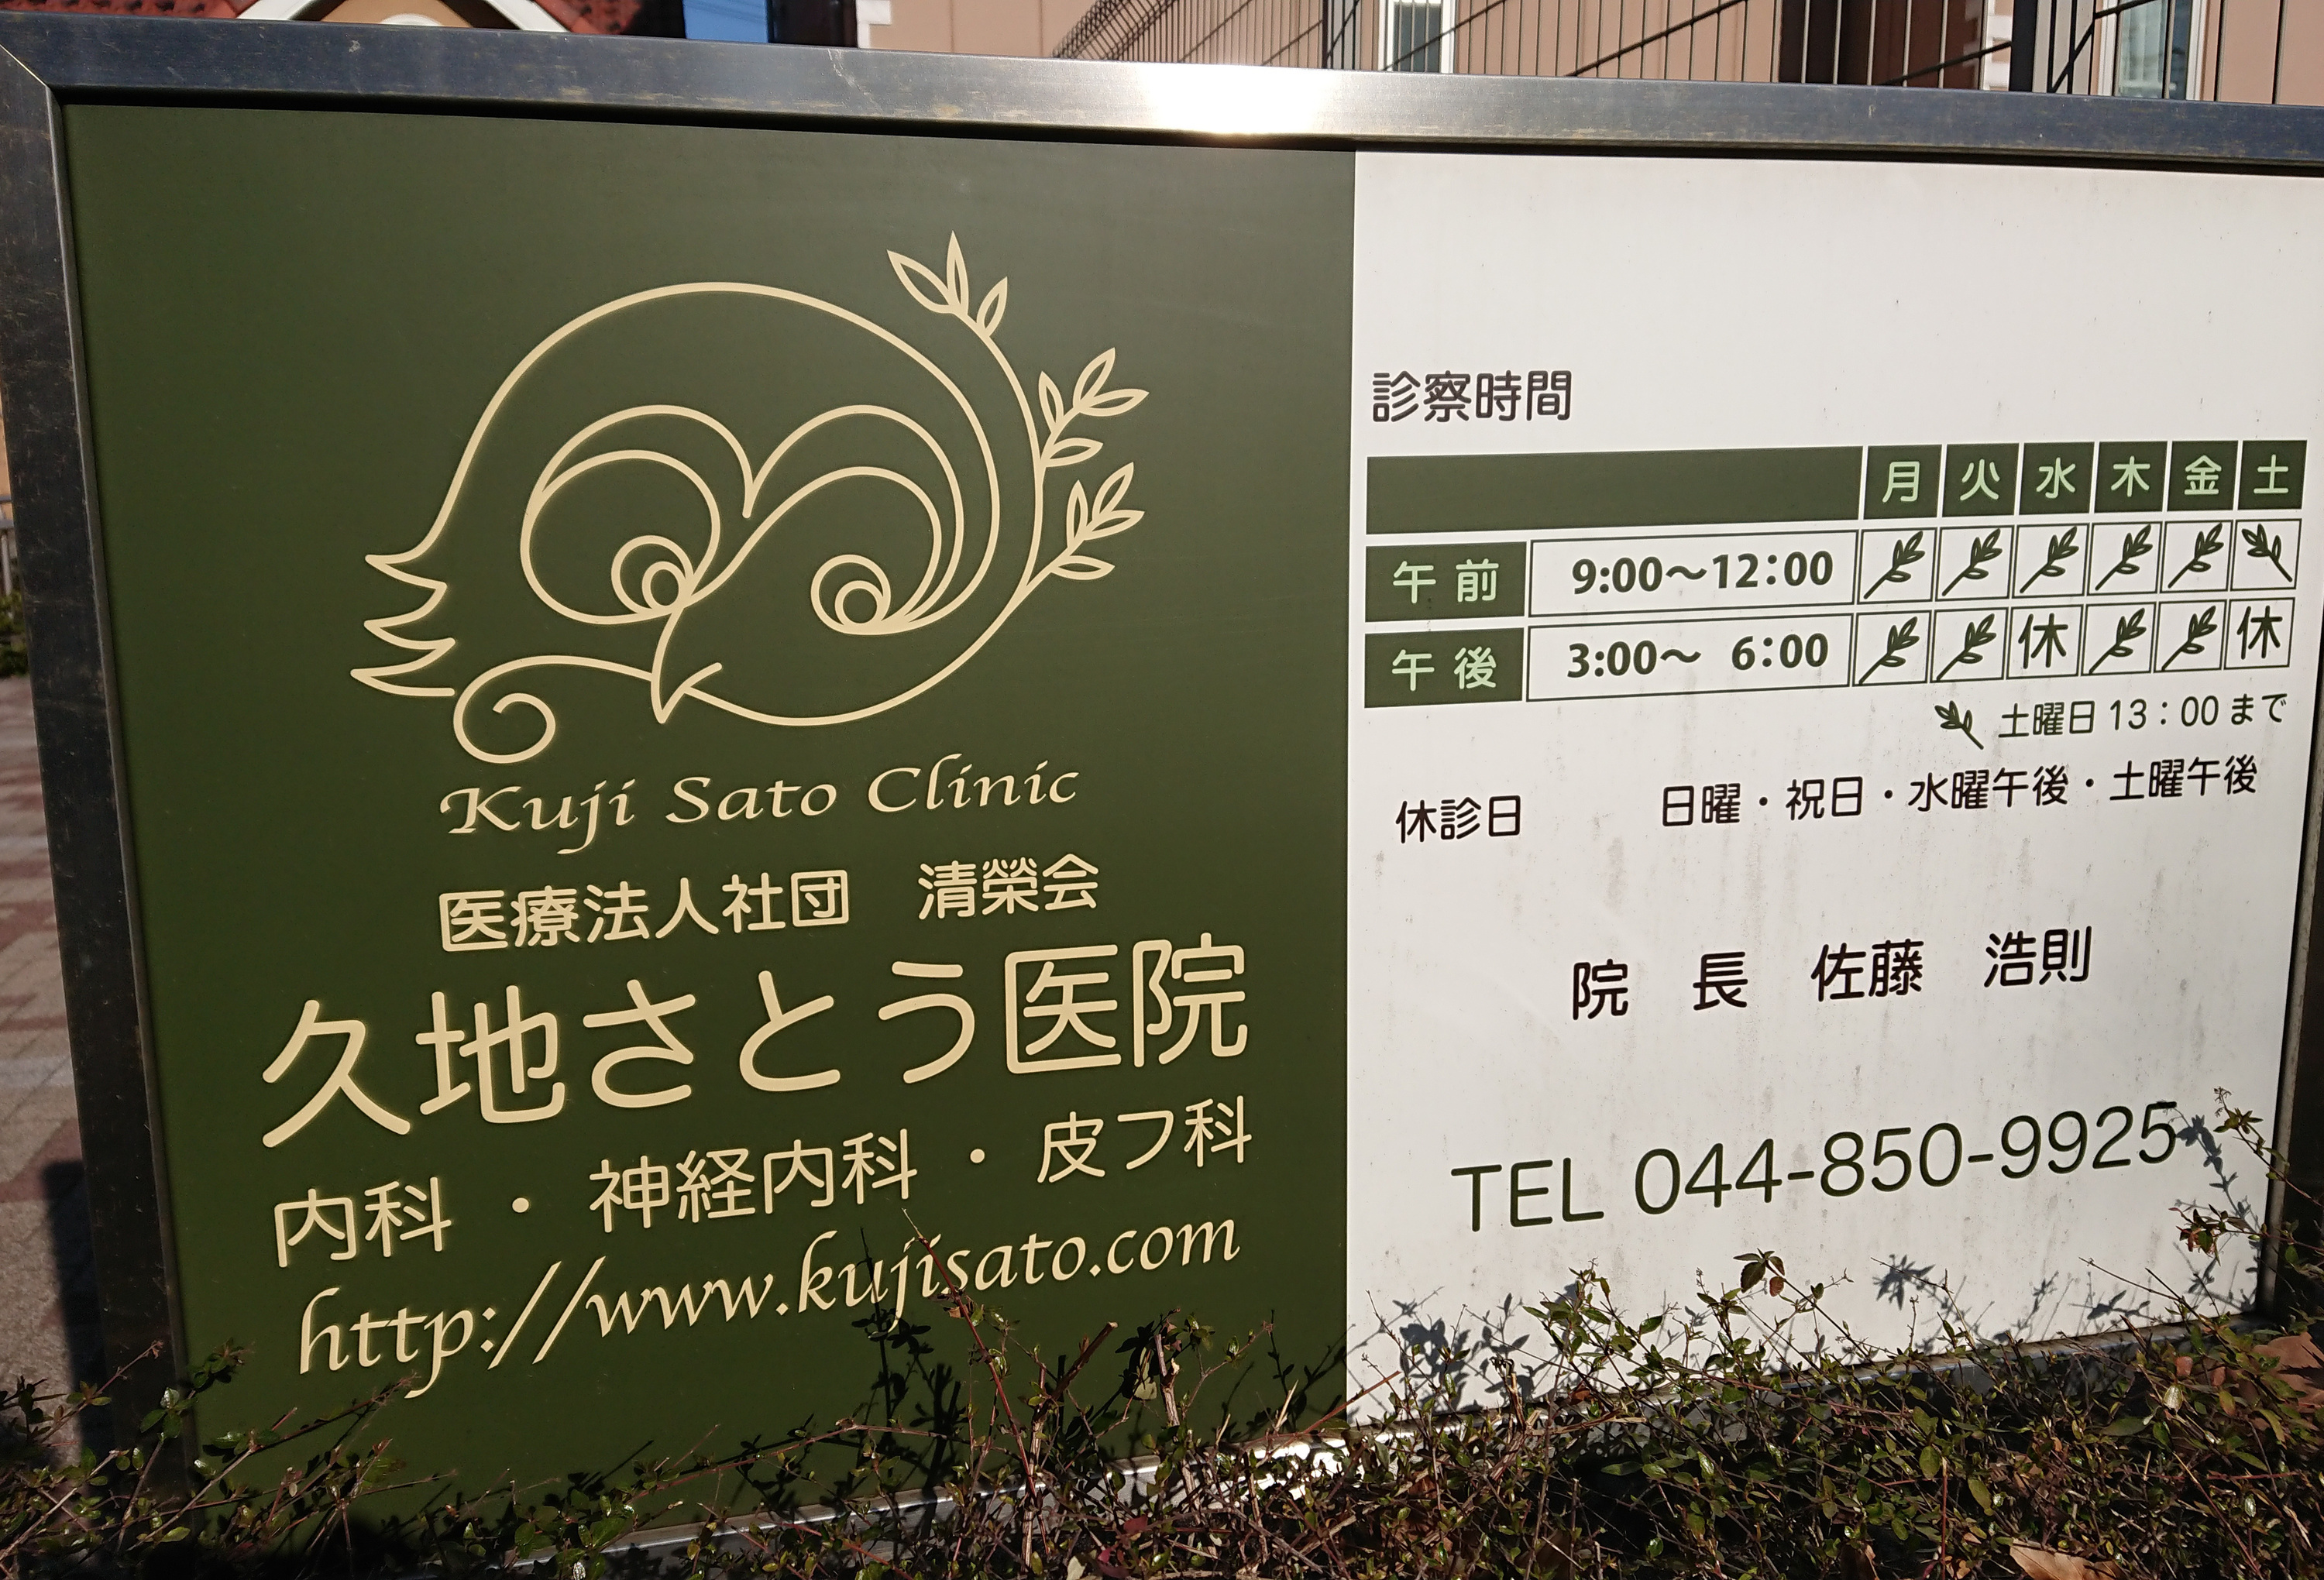 Kuji Sato Clinic
医療法人社団　清榮会
久地さとう医院
内科 ・ 神経内科 ・ 皮フ科
http://www.kujisato.com
診察時間
月 火 水 木 金 土
午前 9:00〜12:00
午後 3:00〜 6:00 休 休
土曜日 13：00 まで
休診日　日曜・祝日・水曜午後・土曜午後
院 長 佐藤 浩則
TEL 044-850-9925